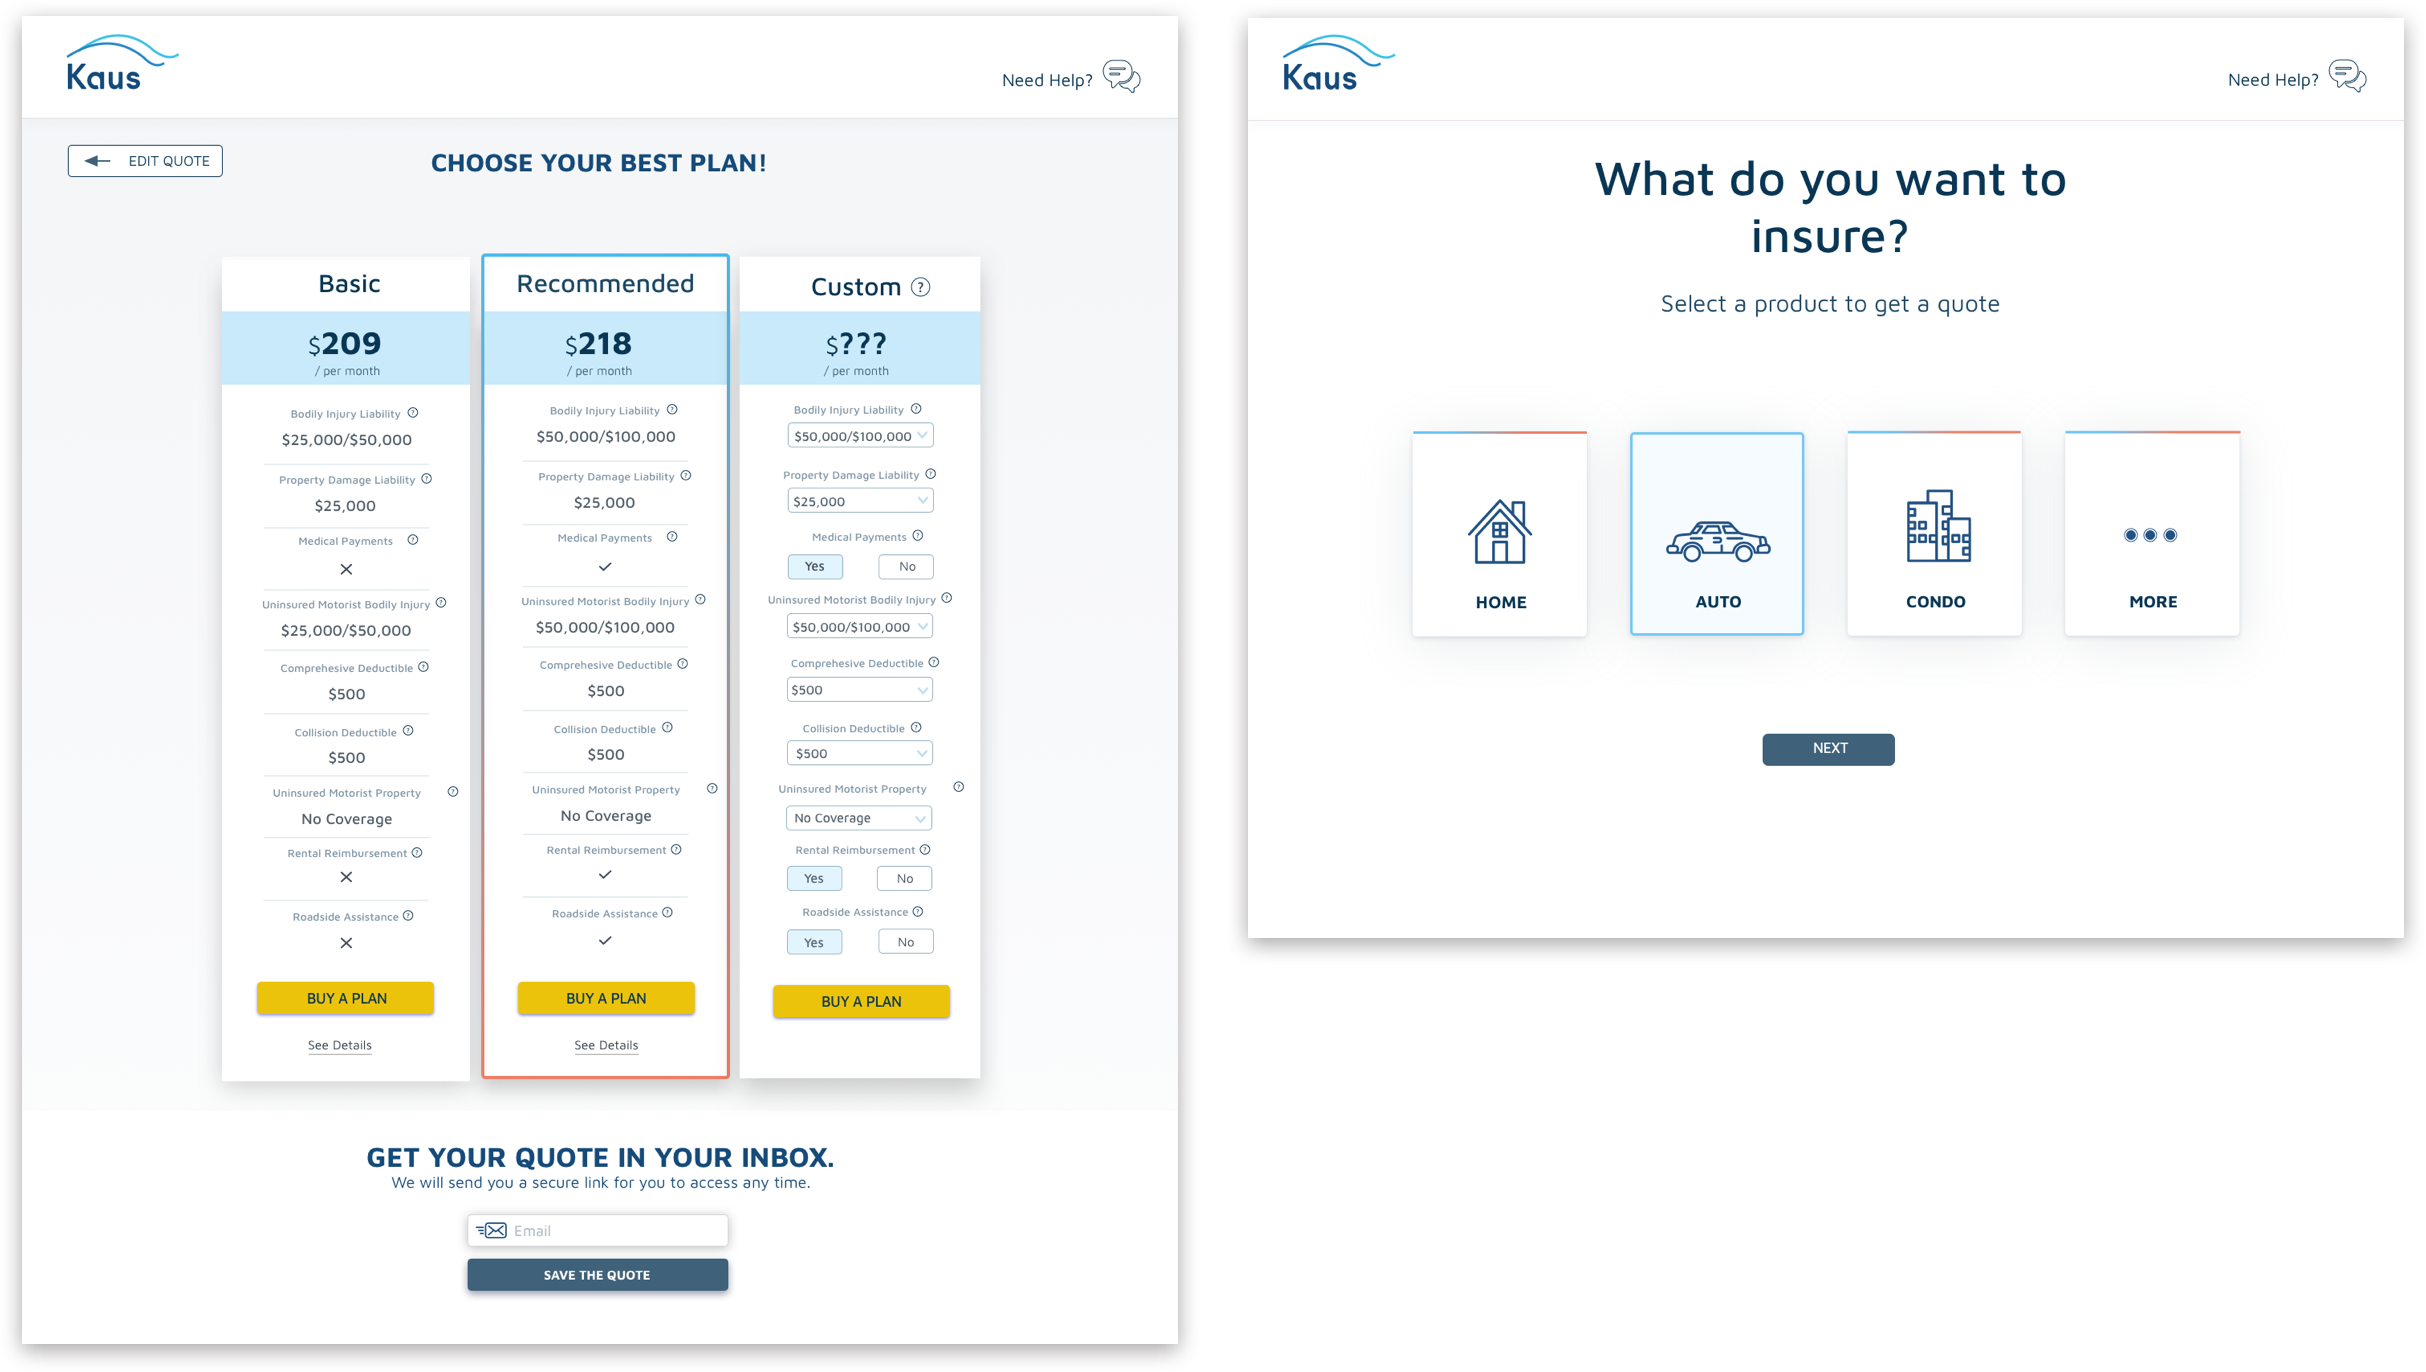 Kaus
Need Help?
EDIT QUOTE
CHOOSE YOUR BEST PLAN!
Basic
$209
/ per month
Bodily Injury Liability ?
$25,000/$50,000
Property Damage Liability ?
$25,000
Medical Payments ?
Uninsured Motorist Bodily Injury ?
$25,000/$50,000
Comprehesive Deductible ?
$500
Collision Deductible ?
$500
Uninsured Motorist Property ?
No Coverage
Rental Reimbursement ?
Roadside Assistance ?
BUY A PLAN
See Details
Recommended
$218
/ per month
Bodily Injury Liability ?
$50,000/$100,000
Property Damage Liability ?
$25,000
Medical Payments ?
Uninsured Motorist Bodily Injury ?
$50,000/$100,000
Comprehesive Deductible ?
$500
Collision Deductible ?
$500
Uninsured Motorist Property ?
No Coverage
Rental Reimbursement ?
Roadside Assistance ?
BUY A PLAN
See Details
Custom ?
$???
/ per month
Bodily Injury Liability ?
$50,000/$100,000
Property Damage Liability ?
$25,000
Medical Payments ?
Yes No
Uninsured Motorist Bodily Injury ?
$50,000/$100,000
Comprehesive Deductible ?
$500
Collision Deductible ?
$500
Uninsured Motorist Property ?
No Coverage
Rental Reimbursement ?
Yes No
Roadside Assistance ?
Yes No
BUY A PLAN
GET YOUR QUOTE IN YOUR INBOX.
We will send you a secure link for you to access any time.
Email
SAVE THE QUOTE
Kaus
Need Help?
What do you want to
insure?
Select a product to get a quote
HOME
AUTO
CONDO
MORE
NEXT